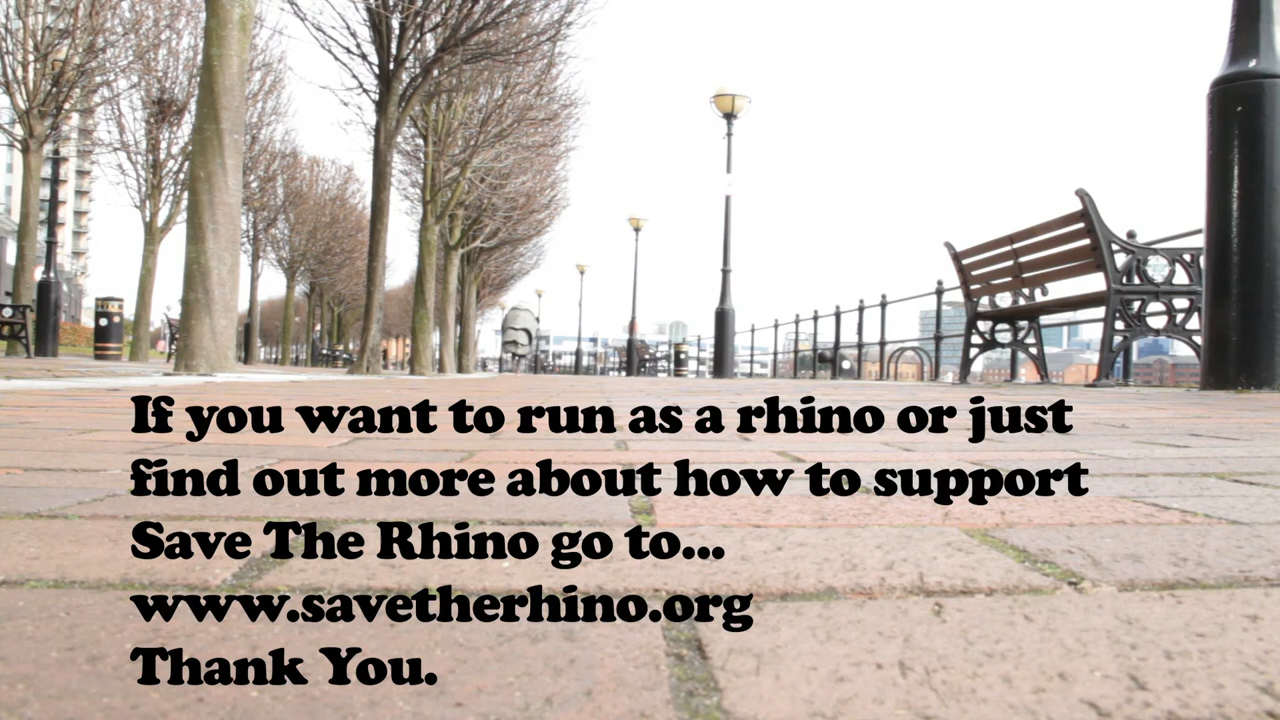 If you want to run as a rhino or just
find out more about how to support
Save The Rhino go to...
www.savetherhino.org
Thank You.